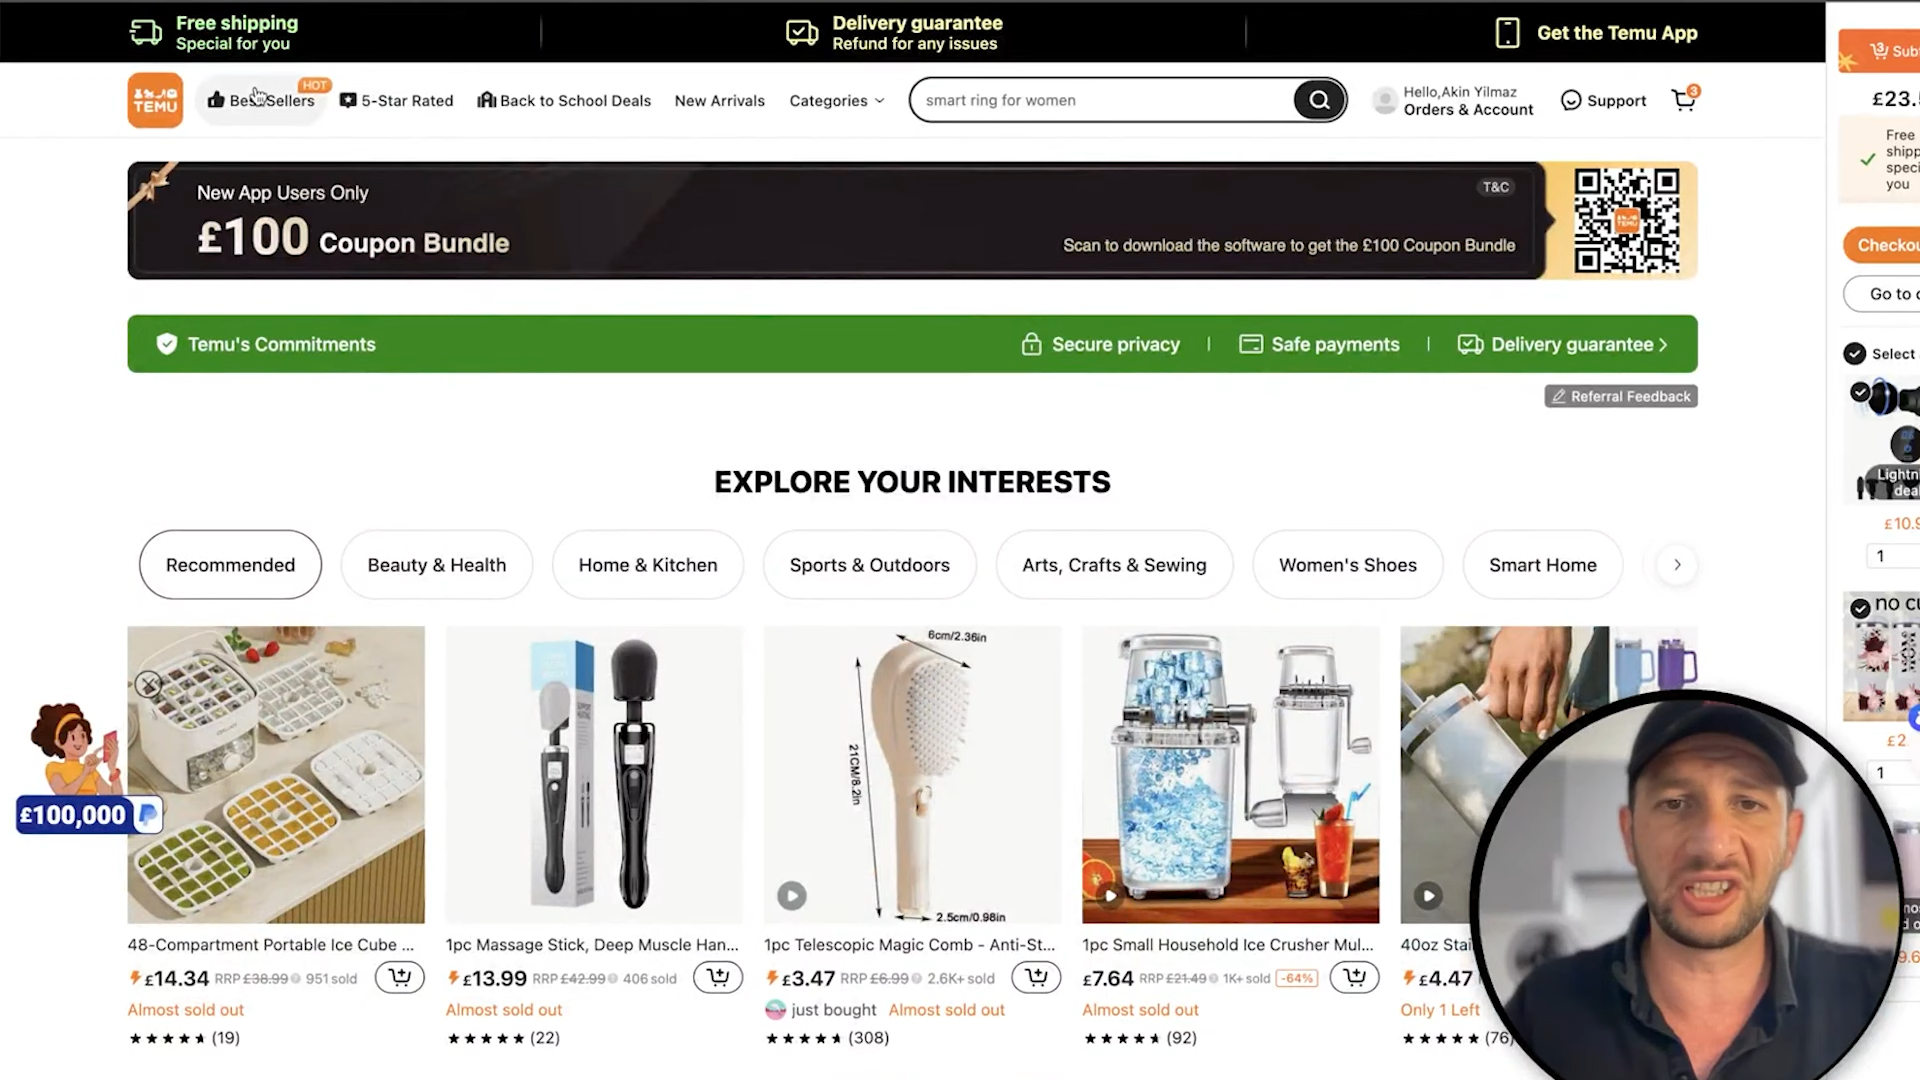 Free shipping
Special for you
Delivery guarantee
Refund for any issues
Get the Temu App
TEMU
Best Sellers
HOT
5-Star Rated
Back to School Deals
New Arrivals
Categories
smart ring for women
Hello,Akin Yilmaz
Orders & Account
Support
3
3
£23.
Free
you
New App Users Only
£100 Coupon Bundle
T&C
Scan to download the software to get the £100 Coupon Bundle
TEMU
Go to
Temu's Commitments
Secure privacy
Safe payments
Delivery guarantee
Select
Referral Feedback
EXPLORE YOUR INTERESTS
£10.9
1
Recommended
Beauty & Health
Home & Kitchen
Sports & Outdoors
Arts, Crafts & Sewing
Women's Shoes
Smart Home
6cm/2.36in
21CM/8.2in
2.5cm/0.98in
£2
1
£100,000
48-Compartment Portable Ice Cube ...
£14.34 RRP £38.99 951 sold
Almost sold out
(19)
1pc Massage Stick, Deep Muscle Han...
£13.99 RRP £42.99 406 sold
Almost sold out
(22)
1pc Telescopic Magic Comb - Anti-St...
£3.47 RRP £6.99 2.6K+ sold
just bought Almost sold out
(308)
1pc Small Household Ice Crusher Mul...
£7.64 RRP £21.49 1K+ sold -64%
Almost sold out
(92)
40oz
£4.47
Only 1 Left
(76)